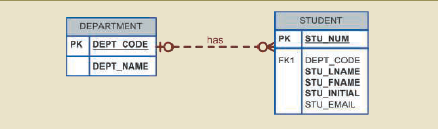 DEPARTMENT
PK DEPT_CODE
DEPT_NAME
has
STUDENT
PK STU_NUM
FK1 DEPT_CODE
STU_LNAME
STU_FNAME
STU_INITIAL
STU_EMAIL